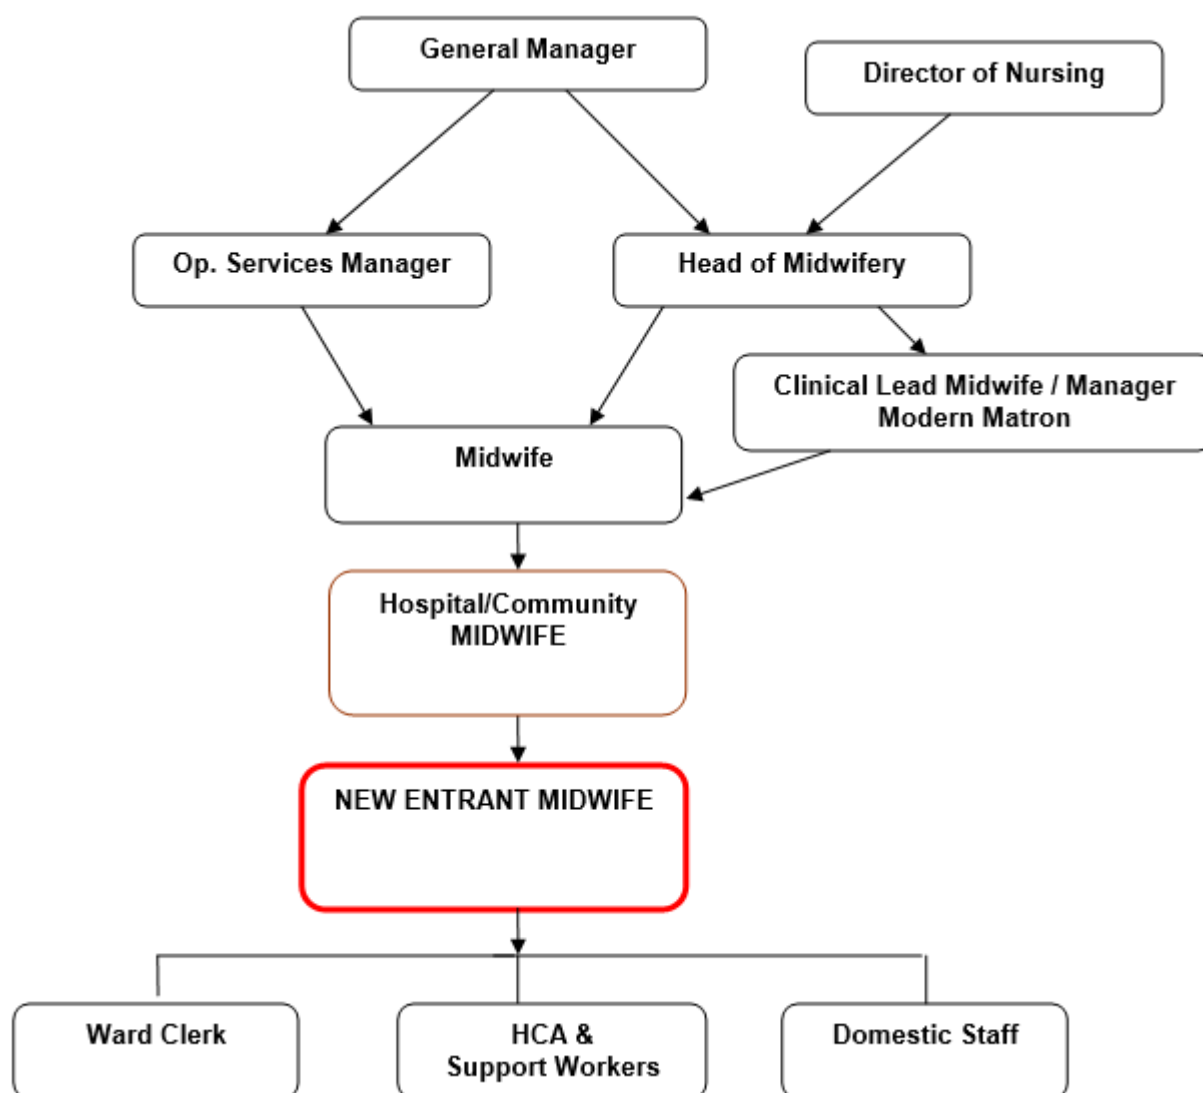 General Manager
Director of Nursing
Op. Services Manager
Head of Midwifery
Clinical Lead Midwife / Manager
Modern Matron
Midwife
Hospital/Community
MIDWIFE
NEW ENTRANT MIDWIFE
Ward Clerk
HCA &
Support Workers
Domestic Staff